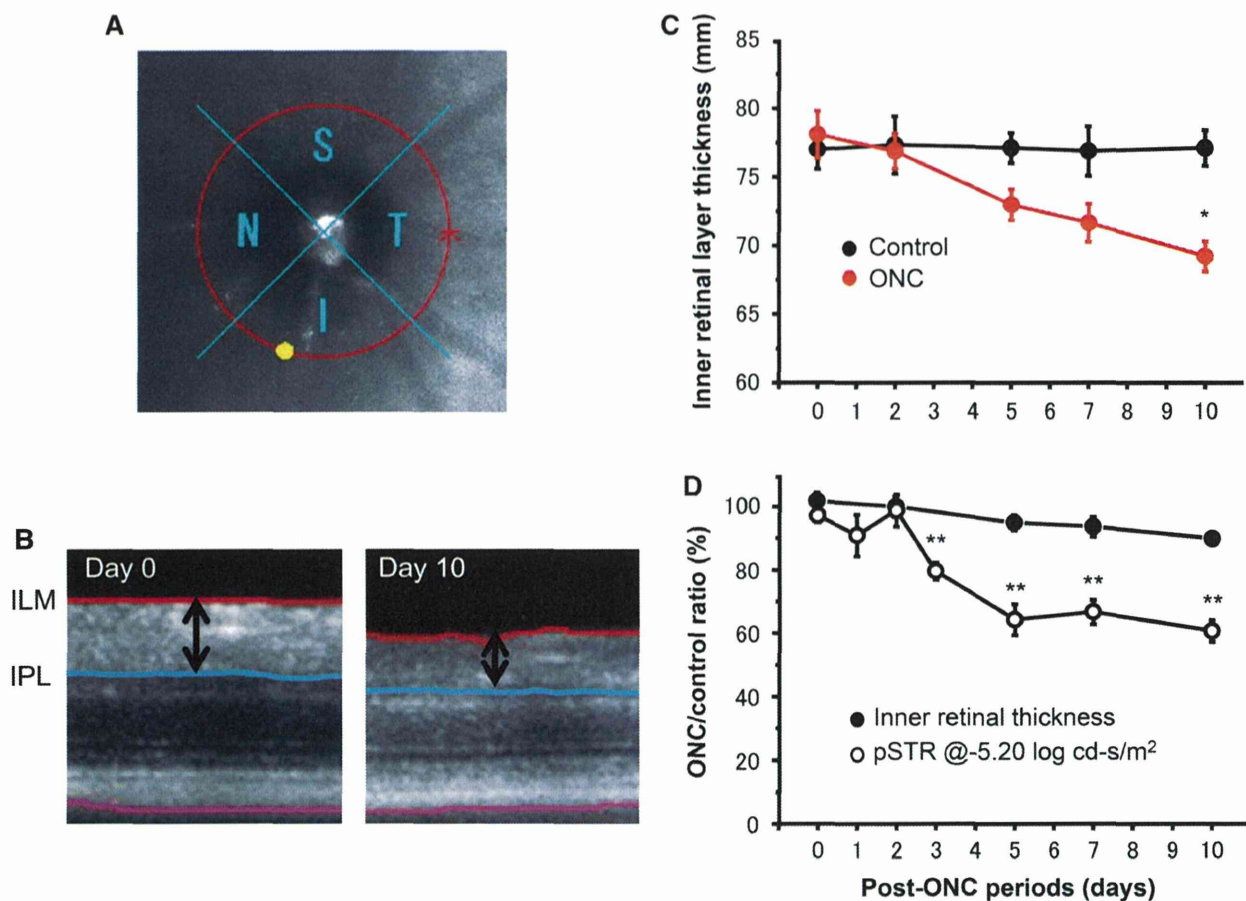 A
S
N
T
I
B
Day 0
Day 10
ILM
IPL
C
Inner retinal layer thickness (mm)
85
80
75
70
65
60
Control
ONC
*
0 1 2 3 5 6 7 8 9 10
D
ONC/control ratio (%)
100
80
60
40
20
0
**
**
**
**
Inner retinal thickness
pSTR @-5.20 log cd-s/m²
0 1 2 3 5 6 7 8 9 10
Post-ONC periods (days)